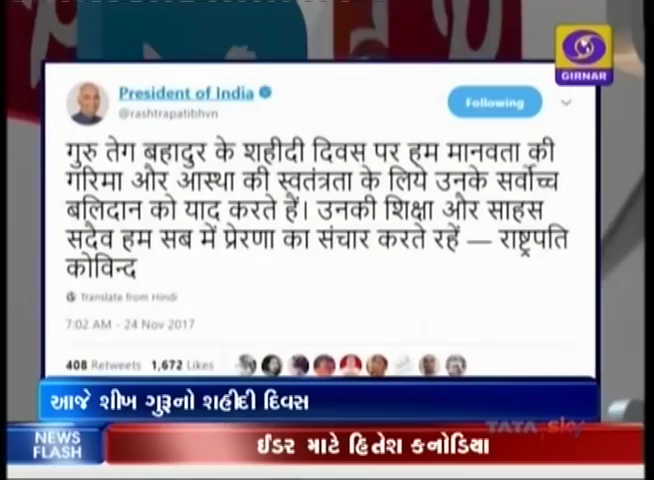 GIRNAR
President of India
@rashtrapatibhvn
Following
गुरु तेग बहादुर के शहीदी दिवस पर हम मानवता की
गरिमा और आस्था की स्वतंत्रता के लिये उनके सर्वोच्च
बलिदान को याद करते हैं। उनकी शिक्षा और साहस
सदैव हम सब में प्रेरणा का संचार करते रहें — राष्ट्रपति
कोविन्द
Translate from Hindi
7:02 AM - 24 Nov 2017
408 Retweets 1,672 Likes
આજે શીખ ગુરૂનો શહીદી દિવસ
TATA sky
NEWS
FLASH
ઈડર માટે હિતેશ કનોડિયા